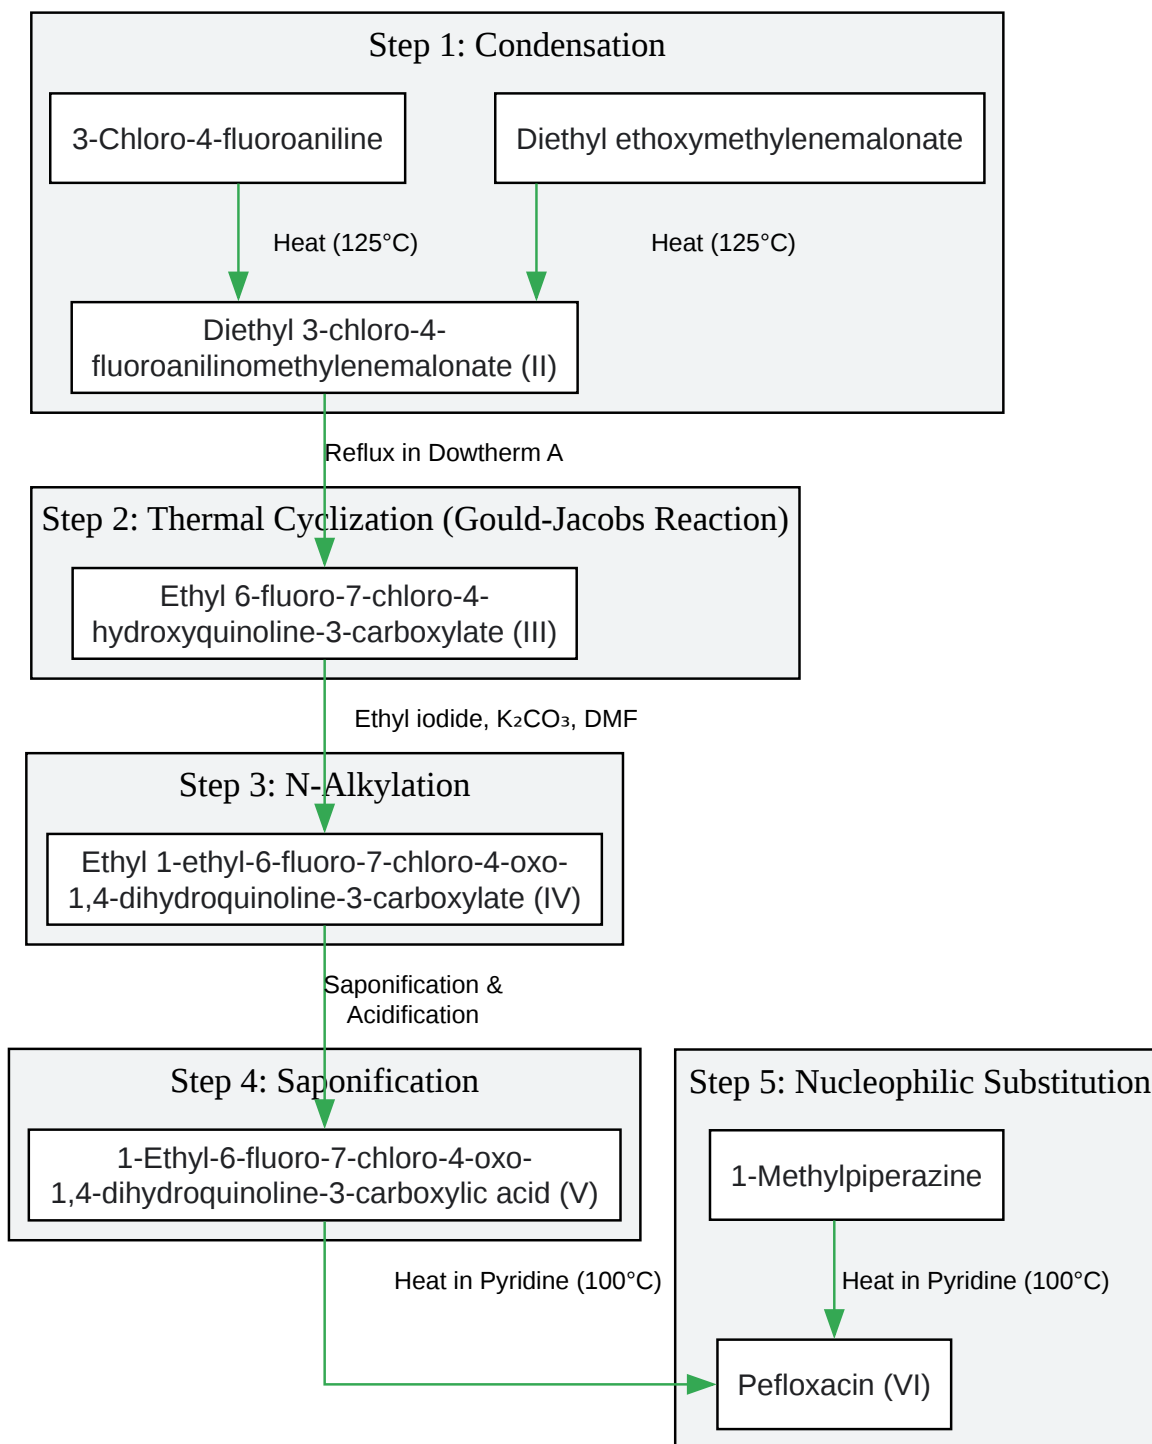 Step 1: Condensation
3-Chloro-4-fluoroaniline
Diethyl ethoxymethylenemalonate
Heat (125°C)
Heat (125°C)
Diethyl 3-chloro-4-
fluoroanilinomethylenemalonate (II)
Reflux in Dowtherm A
Step 2: Thermal Cyclization (Gould-Jacobs Reaction)
Ethyl 6-fluoro-7-chloro-4-
hydroxyquinoline-3-carboxylate (III)
Ethyl iodide, K₂CO₃, DMF
Step 3: N-Alkylation
Ethyl 1-ethyl-6-fluoro-7-chloro-4-oxo-
1,4-dihydroquinoline-3-carboxylate (IV)
Saponification &
Acidification
Step 4: Saponification
1-Ethyl-6-fluoro-7-chloro-4-oxo-
1,4-dihydroquinoline-3-carboxylic acid (V)
Heat in Pyridine (100°C)
Step 5: Nucleophilic Substitution
1-Methylpiperazine
Heat in Pyridine (100°C)
Pefloxacin (VI)